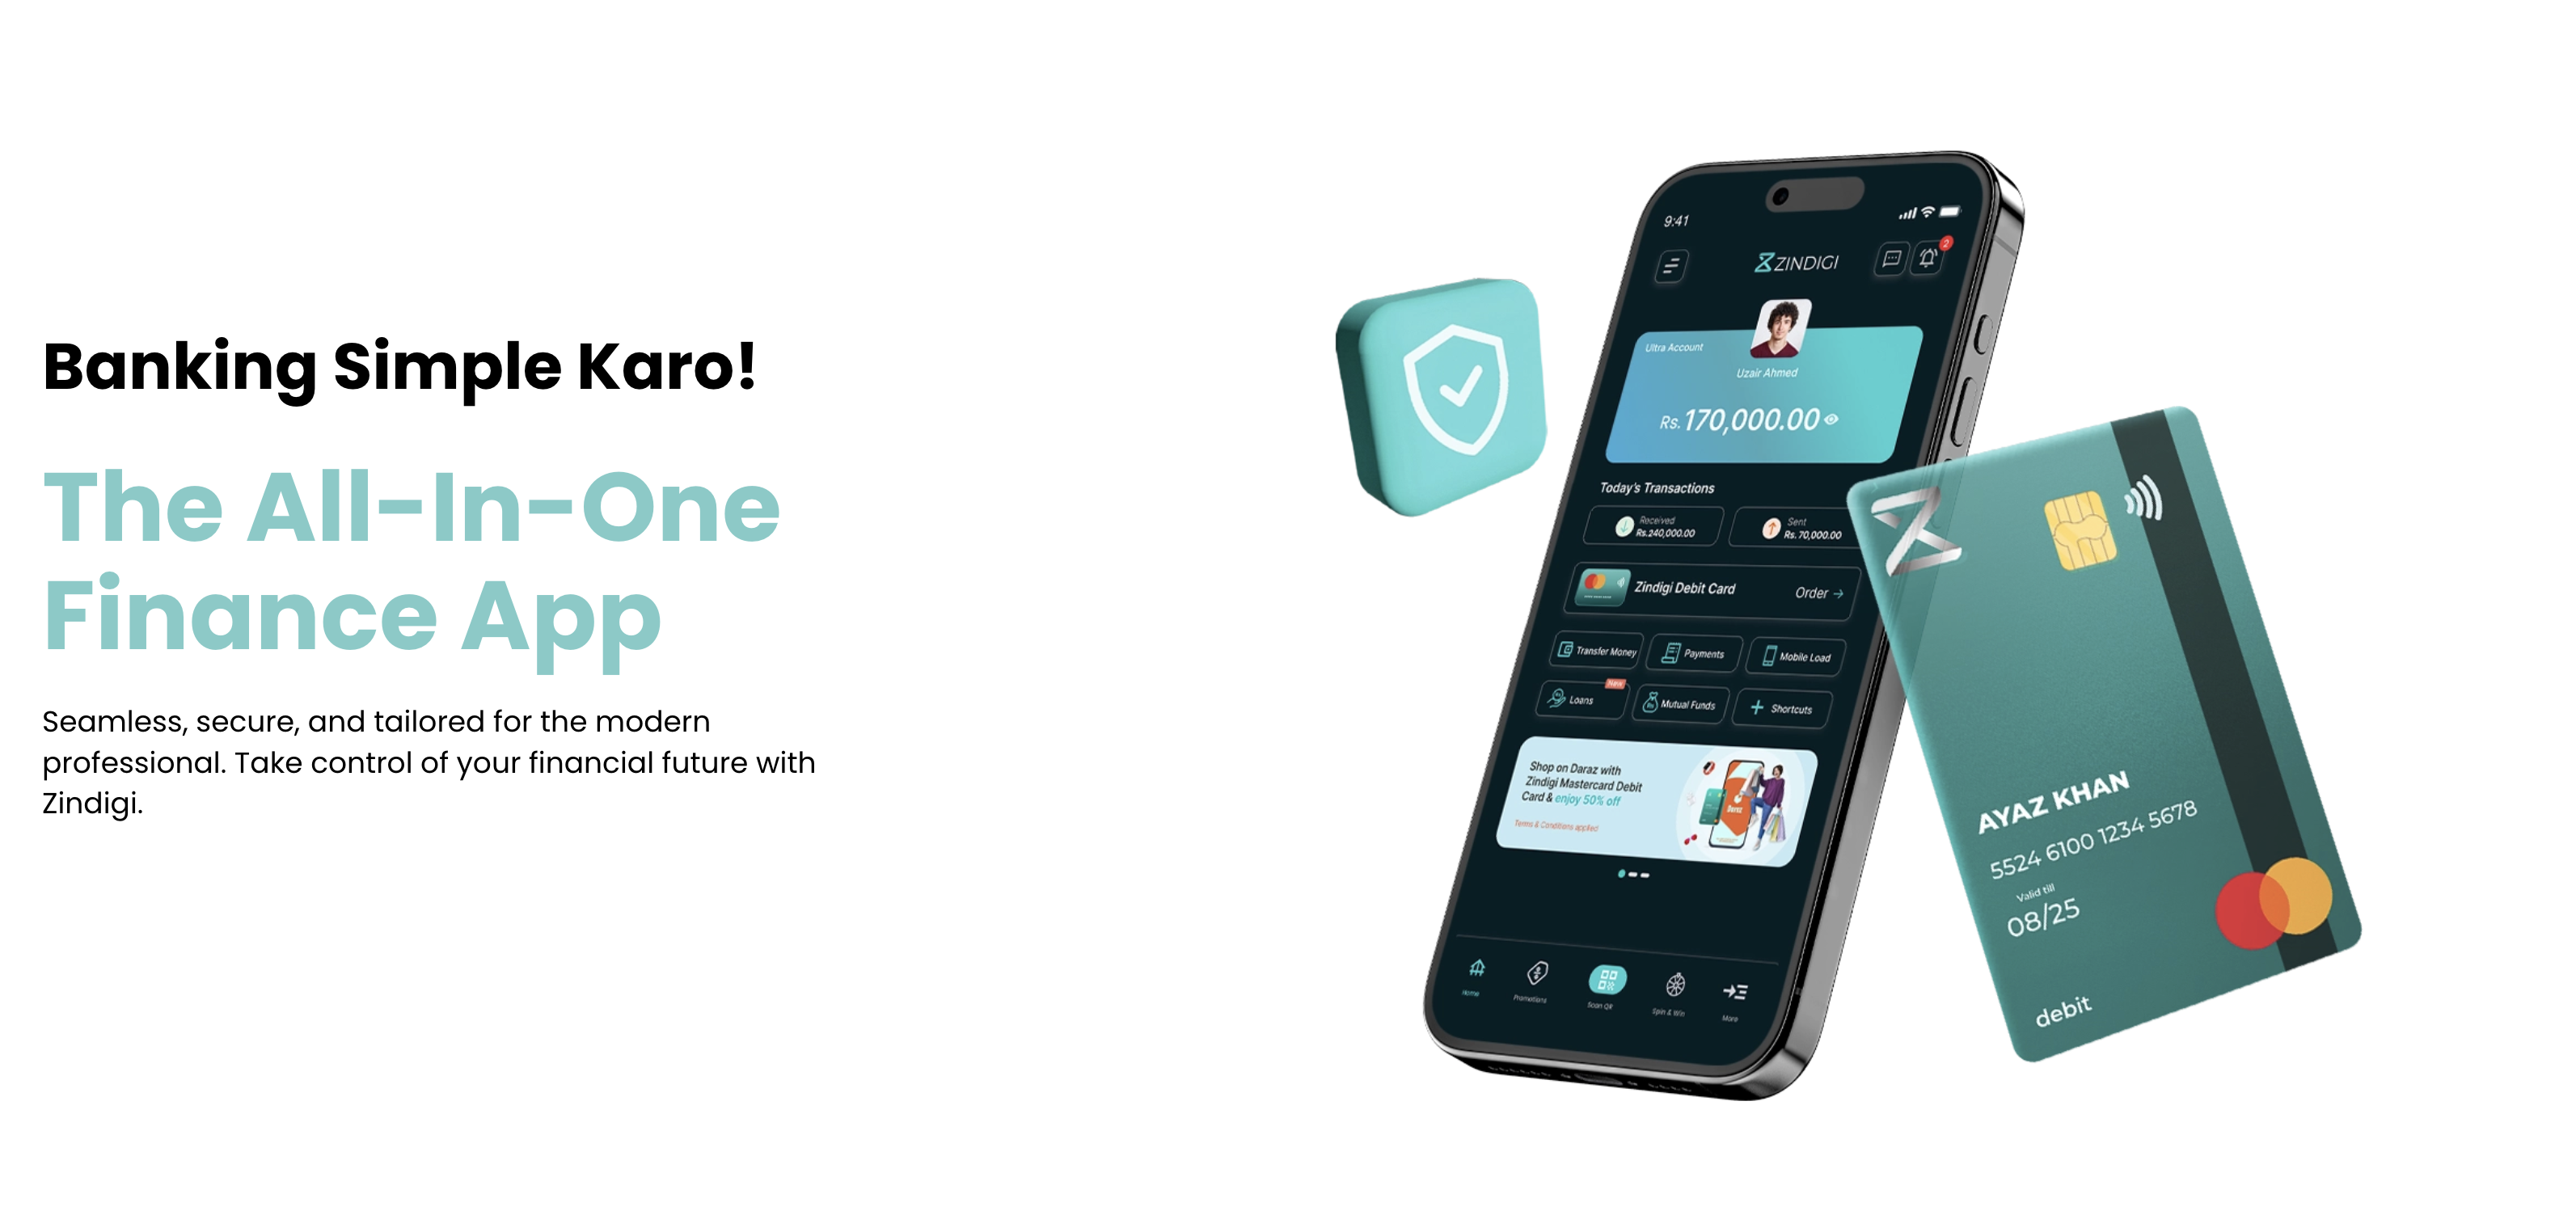 Banking Simple Karo!
The All-In-One
Finance App
Seamless, secure, and tailored for the modern
professional. Take control of your financial future with
Zindigi.
9:41
ZINDIGI
2
Ultra Account
Uzair Ahmed
Rs. 170,000.00
Today's Transactions
Received
Rs.240,000.00
Sent
Rs. 70,000.00
Zindigi Debit Card
Order →
Transfer Money
Payments
Mobile Load
New
Loans
Mutual Funds
Shortcuts
Shop on Daraz with
Zindigi Mastercard Debit
Card & enjoy 50% off
Terms & Conditions applied
Daraz
Home
Promotions
Scan QR
Spin & Win
More
AYAZ KHAN
5524 6100 1234 5678
Valid till
08/25
debit